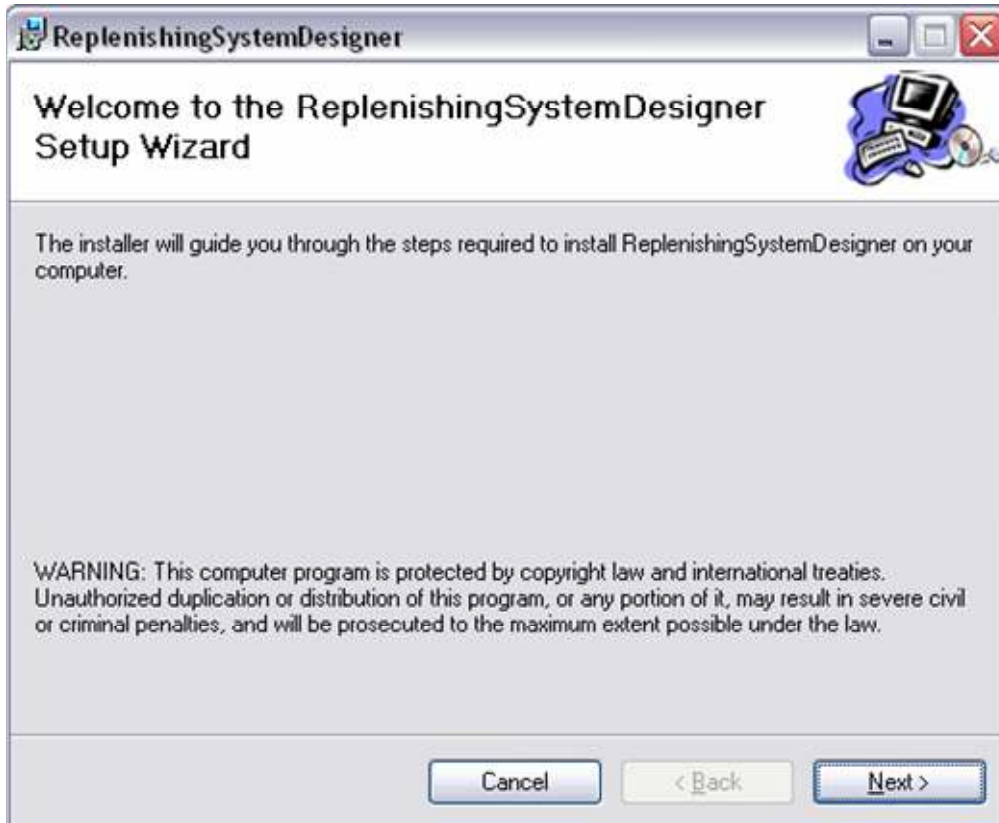 ReplenishingSystemDesigner
Welcome to the ReplenishingSystemDesigner
Setup Wizard
The installer will guide you through the steps required to install ReplenishingSystemDesigner on your
computer.
WARNING: This computer program is protected by copyright law and international treaties.
Unauthorized duplication or distribution of this program, or any portion of it, may result in severe civil
or criminal penalties, and will be prosecuted to the maximum extent possible under the law.
Cancel < Back Next >